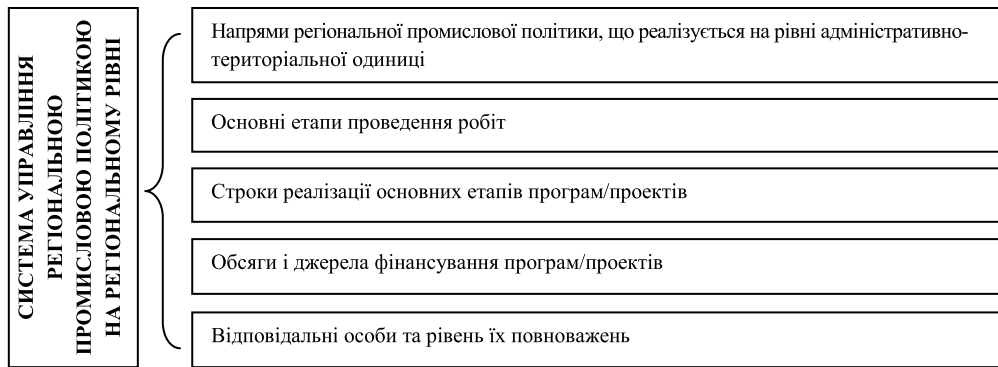 СИСТЕМА УПРАВЛІННЯ
РЕГІОНАЛЬНОЮ
ПРОМИСЛОВОЮ ПОЛІТИКОЮ
НА РЕГІОНАЛЬНОМУ РІВНІ
Напрями регіональної промислової політики, що реалізується на рівні адміністративно-
територіальної одиниці
Основні етапи проведення робіт
Строки реалізації основних етапів програм/проектів
Обсяги і джерела фінансування програм/проектів
Відповідальні особи та рівень їх повноважень